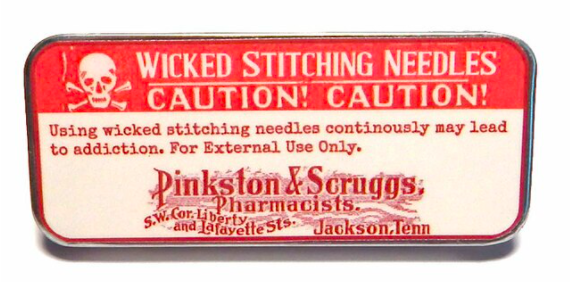 WICKED STITCHING NEEDLES
CAUTION! CAUTION!
Using wicked stitching needles continously may lead
to addiction. For External Use Only.
Pinkston & Scruggs,
Pharmacists.
S.W. Cor. Liberty
and Lafayette Sts.
Jackson, Tenn